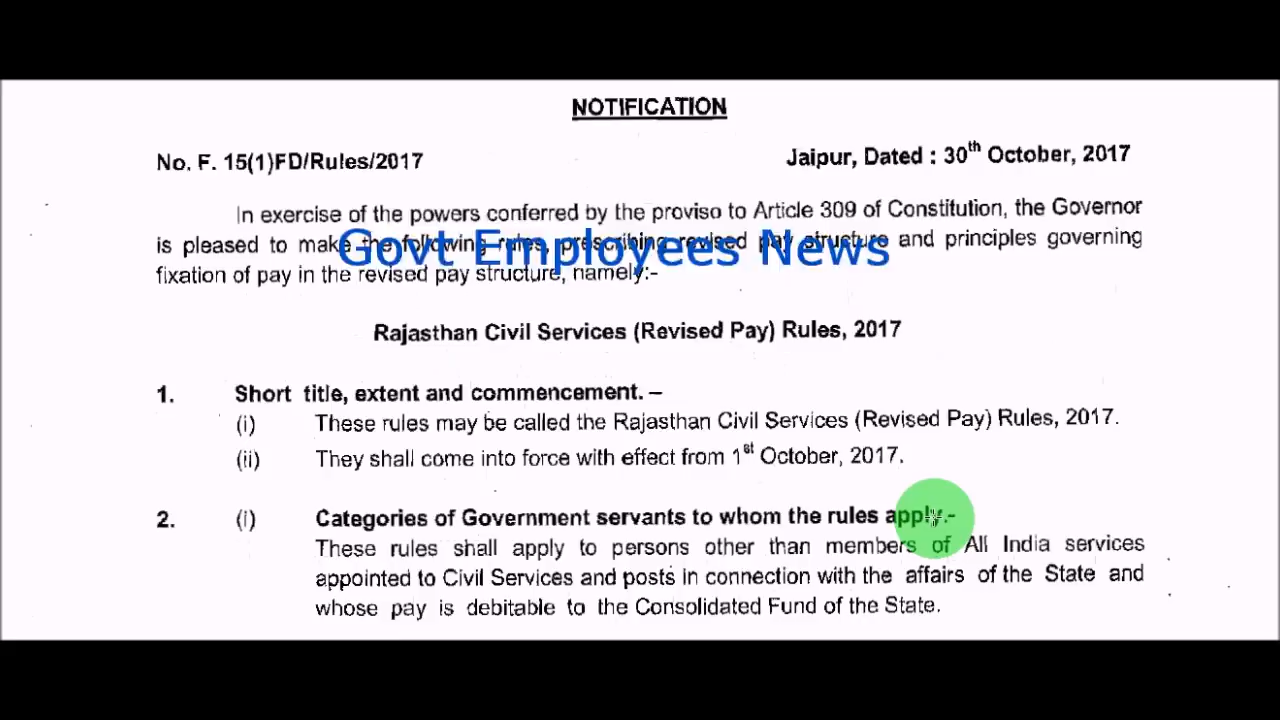 NOTIFICATION
No. F. 15(1)FD/Rules/2017
Jaipur, Dated : 30th October, 2017
In exercise of the powers conferred by the proviso to Article 309 of Constitution, the Governor
is pleased to make the following rules, prescribing revised pay structure and principles governing
Govt Employees News
fixation of pay in the revised pay structure, namely:-
Rajasthan Civil Services (Revised Pay) Rules, 2017
1. Short title, extent and commencement. –
(i) These rules may be called the Rajasthan Civil Services (Revised Pay) Rules, 2017.
(ii) They shall come into force with effect from 1st October, 2017.
2. (i) Categories of Government servants to whom the rules apply.-
These rules shall apply to persons other than members of All India services
appointed to Civil Services and posts in connection with the affairs of the State and
whose pay is debitable to the Consolidated Fund of the State.